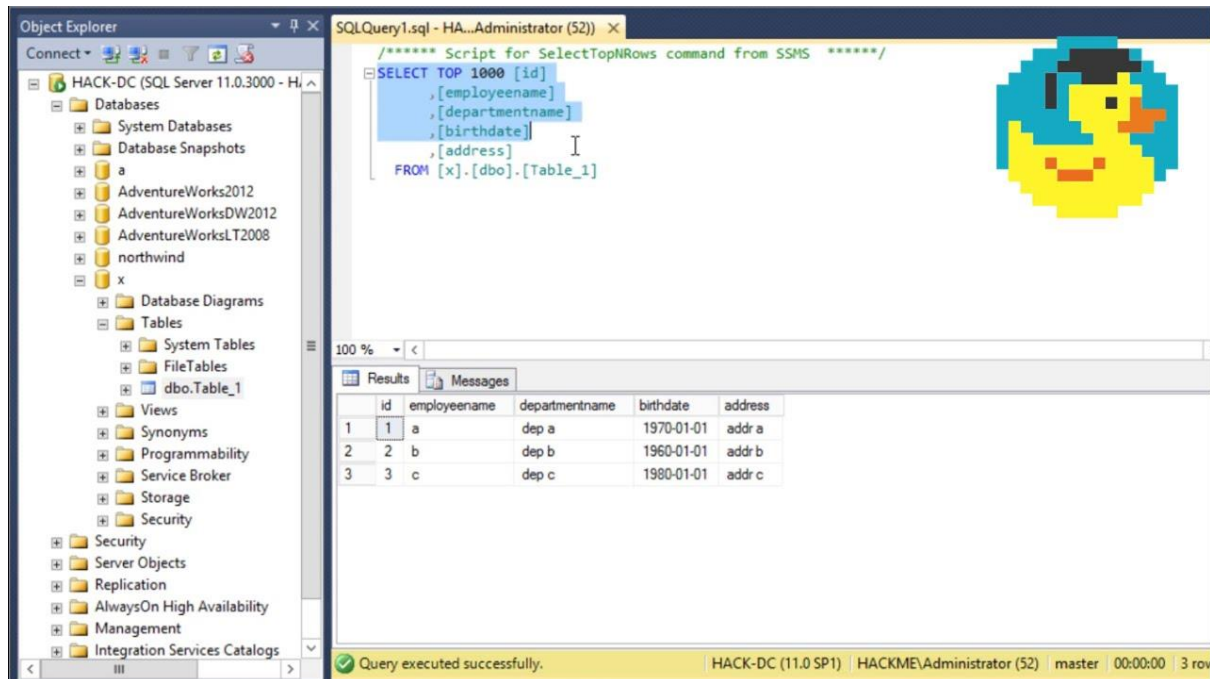 Object Explorer
Connect
HACK-DC (SQL Server 11.0.3000 - HA
Databases
System Databases
Database Snapshots
a
AdventureWorks2012
AdventureWorksDW2012
AdventureWorksLT2008
northwind
x
Database Diagrams
Tables
System Tables
FileTables
dbo.Table_1
Views
Synonyms
Programmability
Service Broker
Storage
Security
Security
Server Objects
Replication
AlwaysOn High Availability
Management
Integration Services Catalogs
SQLQuery1.sql - HA...Administrator (52))
/****** Script for SelectTopNRows command from SSMS ******/
SELECT TOP 1000 [id]
,[employeename]
,[departmentname]
,[birthdate]
,[address]
FROM [x].[dbo].[Table_1]
100 %
Results Messages
id employeename departmentname birthdate address
1 1 a dep a 1970-01-01 addr a
2 2 b dep b 1960-01-01 addr b
3 3 c dep c 1980-01-01 addr c
Query executed successfully. HACK-DC (11.0 SP1) HACKME\Administrator (52) master 00:00:00 3 rov